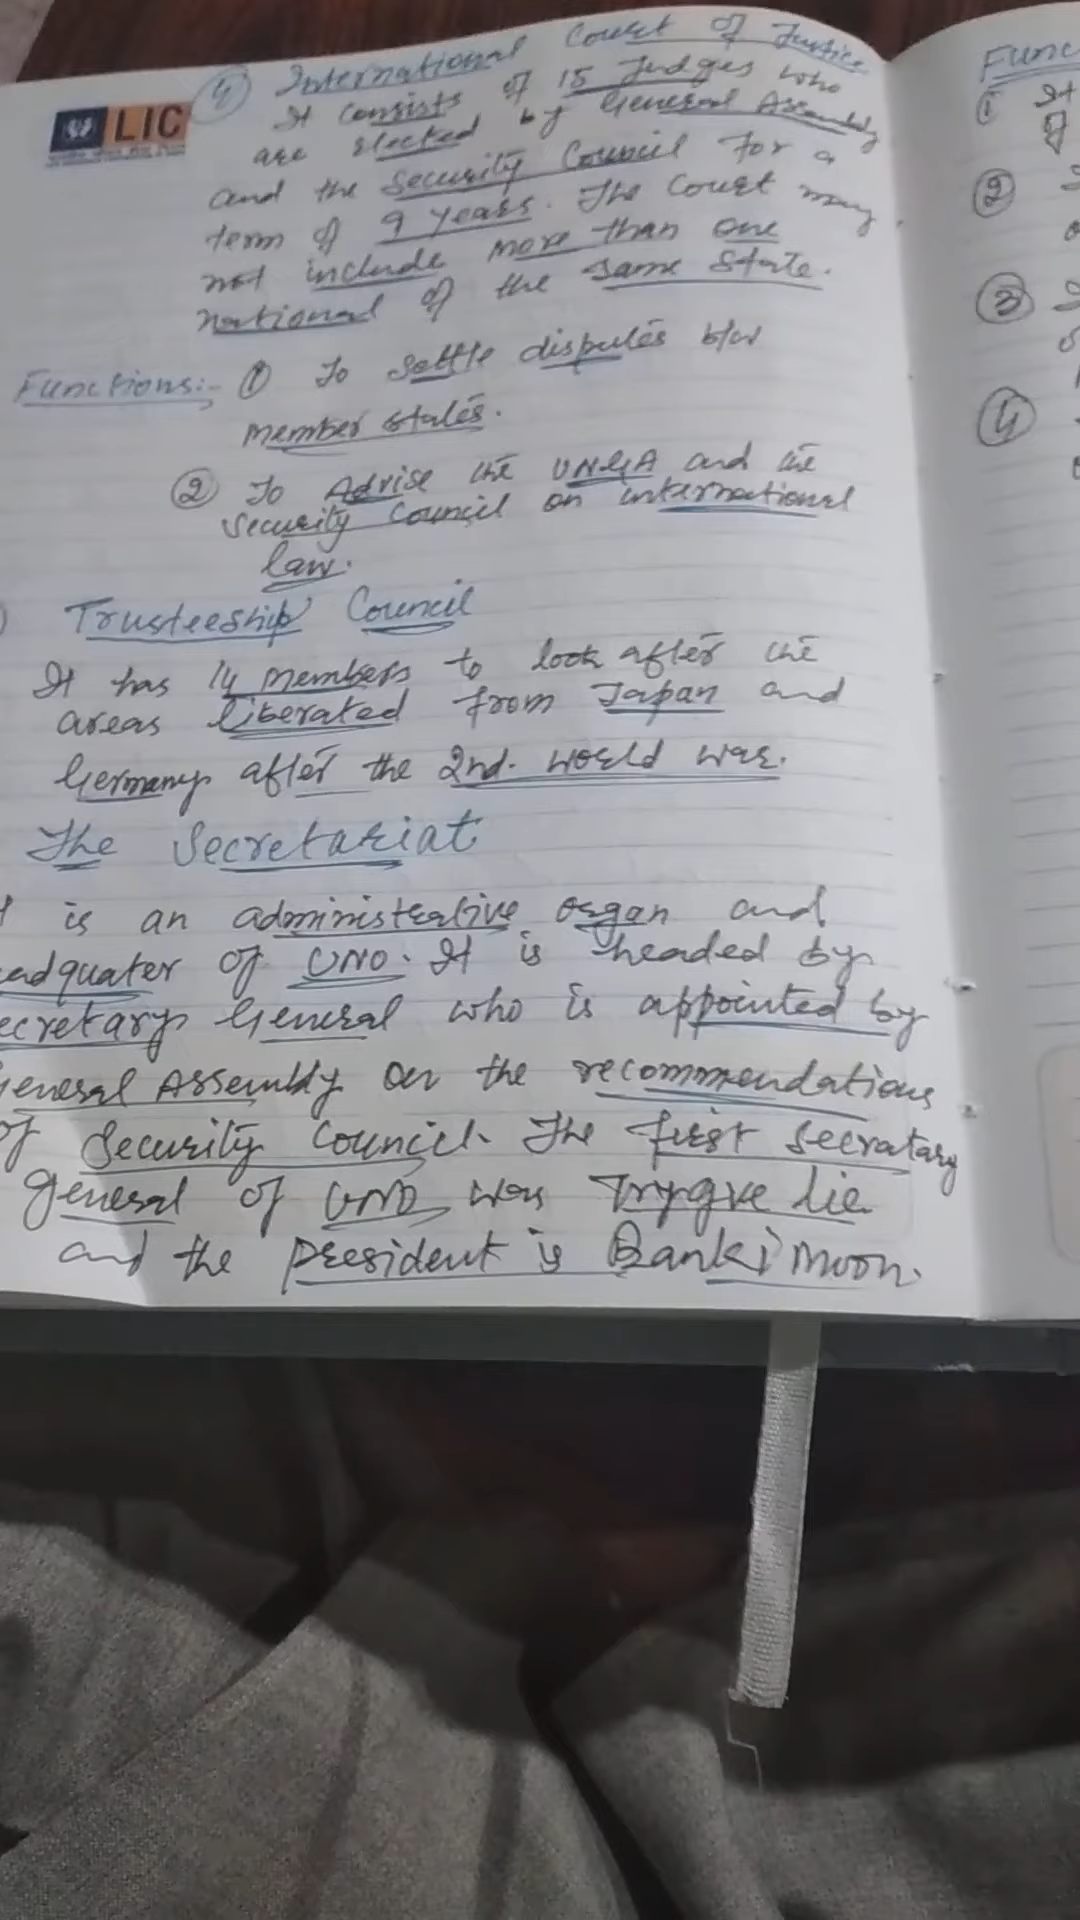 LIC
4 International Court of Justice
It consists of 15 Judges who
are elected by General Assembly
and the Security Council for a
term of 9 years. The Court may
not include more than one
national of the same State.
Functions:- 1 To Settle disputes b/w
member states.
2 To Advise the UNGA and the
Security Council on international
law.
Trusteeship Council
It has 14 members to look after the
areas liberated from Japan and
Germany after the 2nd. world war.
The Secretariat
is an administrative organ and
adquater of UNO. It is headed by
ecretary General who is appointed by
eneral Assembly on the recommendations
of Security Council. The first Secratary
general of UNO was Trygve lie
and the president is Banki moon.
Func
1 It
2
3
4